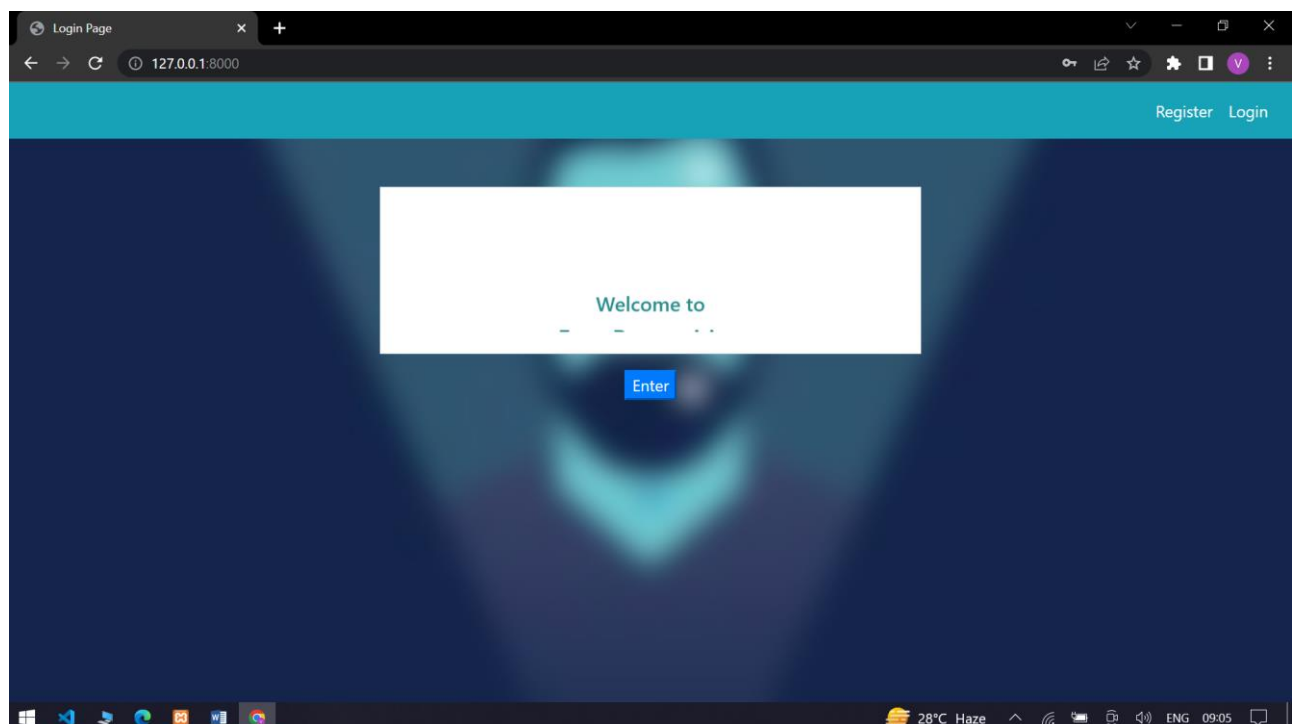 Login Page
127.0.0.1:8000
Register Login
Welcome to
Enter
V
28°C Haze
ENG 09:05